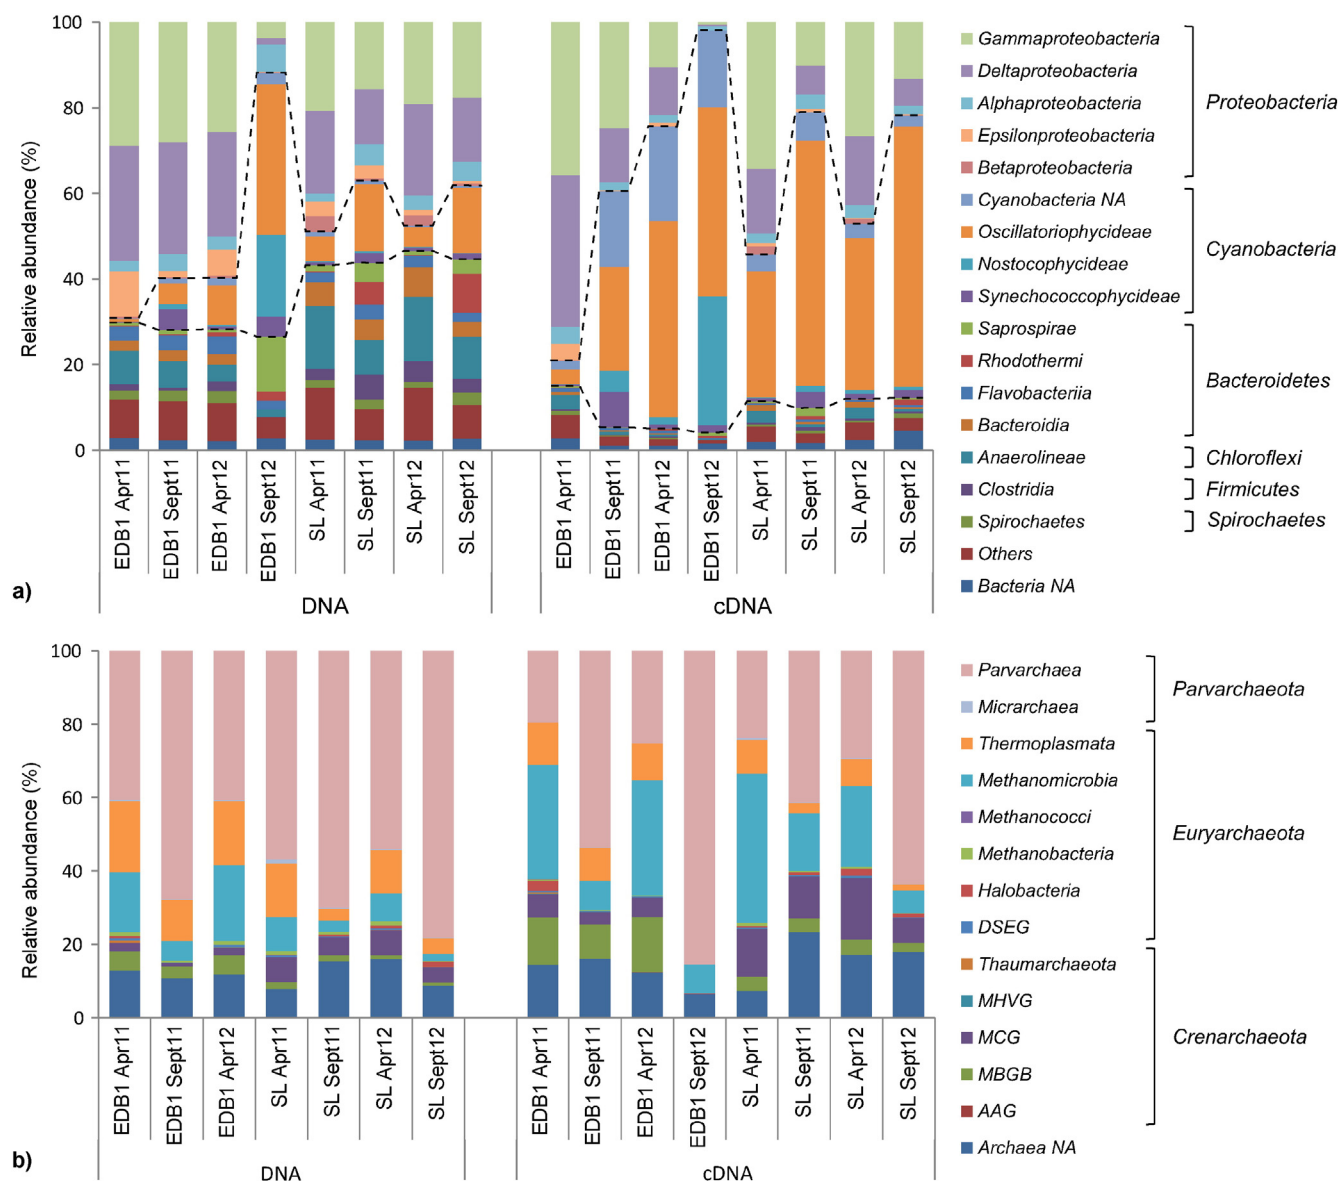 100
80
60
40
20
0
Relative abundance (%)
EDB1 Apr11
EDB1 Sept11
EDB1 Apr12
EDB1 Sept12
SL Apr11
SL Sept11
SL Apr12
SL Sept12
DNA
EDB1 Apr11
EDB1 Sept11
EDB1 Apr12
EDB1 Sept12
SL Apr11
SL Sept11
SL Apr12
SL Sept12
cDNA
Gammaproteobacteria
Deltaproteobacteria
Alphaproteobacteria
Epsilonproteobacteria
Betaproteobacteria
Cyanobacteria NA
Oscillatoriophycideae
Nostocophycideae
Synechococcophycideae
Saprospirae
Rhodothermi
Flavobacteriia
Bacteroidia
Anaerolineae
Clostridia
Spirochaetes
Others
Bacteria NA
Proteobacteria
Cyanobacteria
Bacteroidetes
Chloroflexi
Firmicutes
Spirochaetes
a)
100
80
60
40
20
0
Relative abundance (%)
EDB1 Apr11
EDB1 Sept11
EDB1 Apr12
SL Apr11
SL Sept11
SL Apr12
SL Sept12
DNA
EDB1 Apr11
EDB1 Sept11
EDB1 Apr12
EDB1 Sept12
SL Apr11
SL Sept11
SL Apr12
SL Sept12
cDNA
Parvarchaea
Micrarchaea
Thermoplasmata
Methanomicrobia
Methanococci
Methanobacteria
Halobacteria
DSEG
Thaumarchaeota
MHVG
MCG
MBGB
AAG
Archaea NA
Parvarchaeota
Euryarchaeota
Crenarchaeota
b)